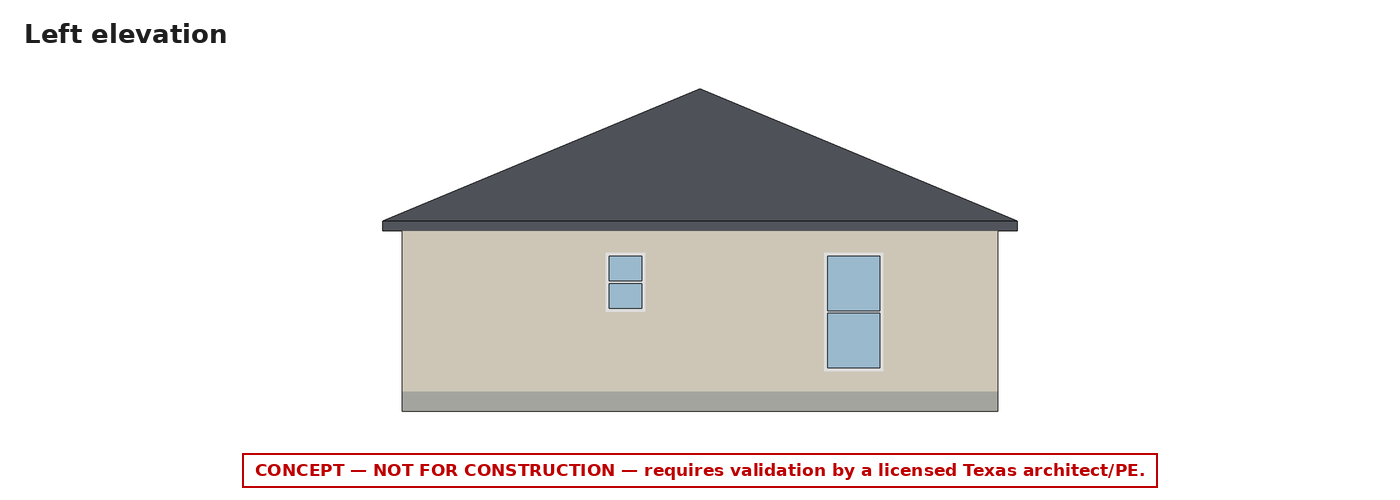 Left elevation
CONCEPT — NOT FOR CONSTRUCTION — requires validation by a licensed Texas architect/PE.